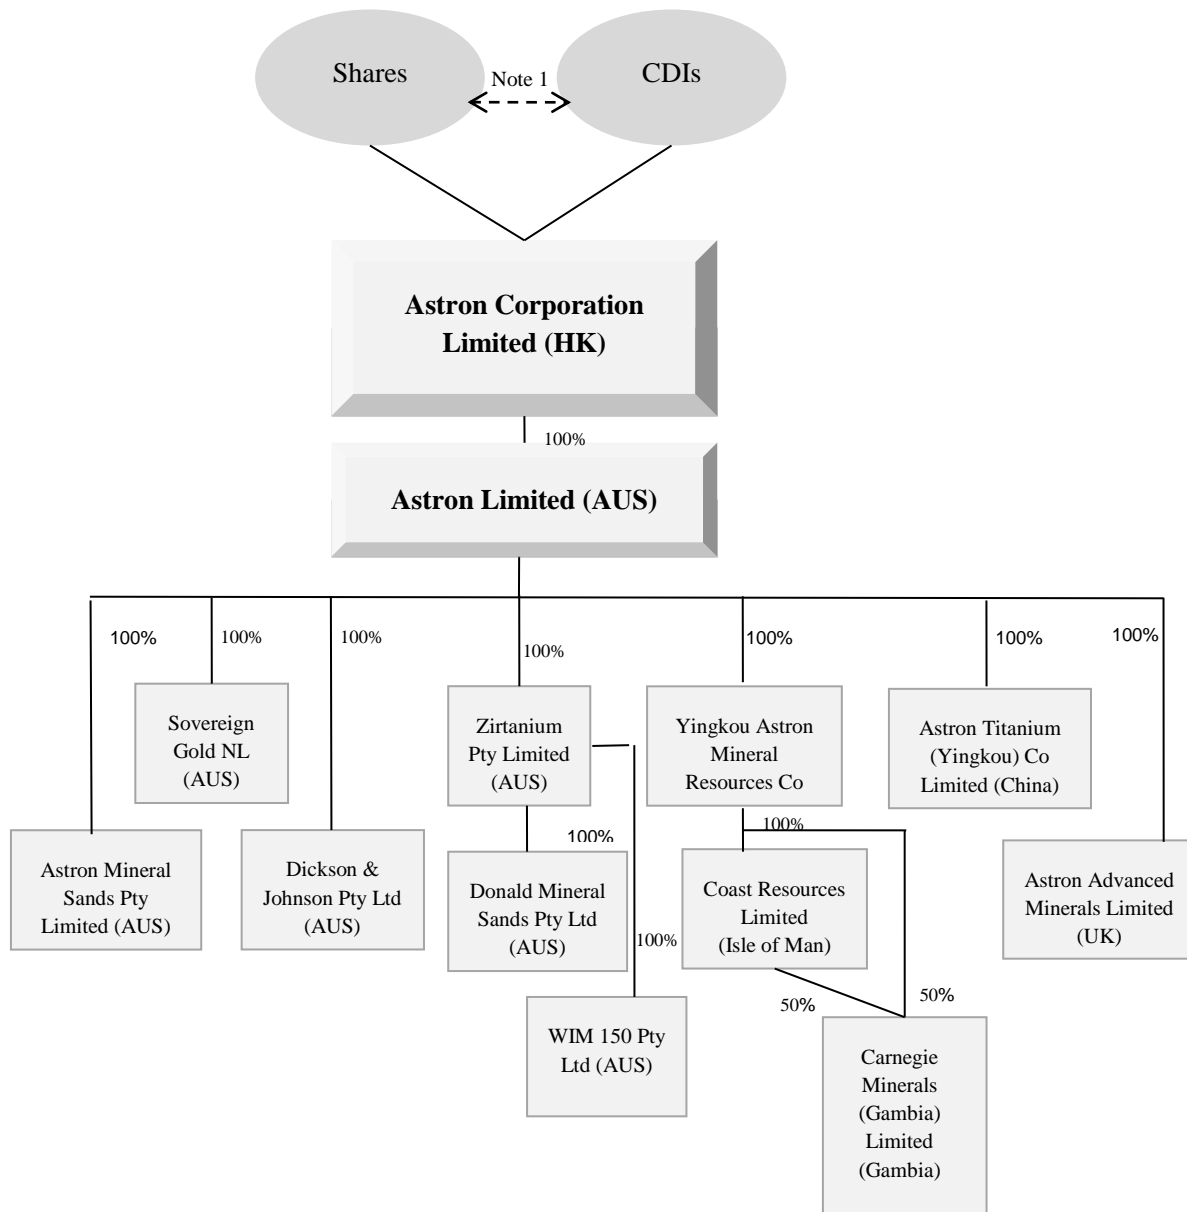 Shares
Note 1
CDIs
Astron Corporation
Limited (HK)
100%
Astron Limited (AUS)
100%
100%
100%
100%
100%
100%
100%
Sovereign
Gold NL
(AUS)
Zirtanium
Pty Limited
(AUS)
Yingkou Astron
Mineral
Resources Co
Astron Titanium
(Yingkou) Co
Limited (China)
100%
100%
Astron Mineral
Sands Pty
Limited (AUS)
Dickson &
Johnson Pty Ltd
(AUS)
Donald Mineral
Sands Pty Ltd
(AUS)
100%
Coast Resources
Limited
(Isle of Man)
Astron Advanced
Minerals Limited
(UK)
50%
50%
WIM 150 Pty
Ltd (AUS)
Carnegie
Minerals
(Gambia)
Limited
(Gambia)